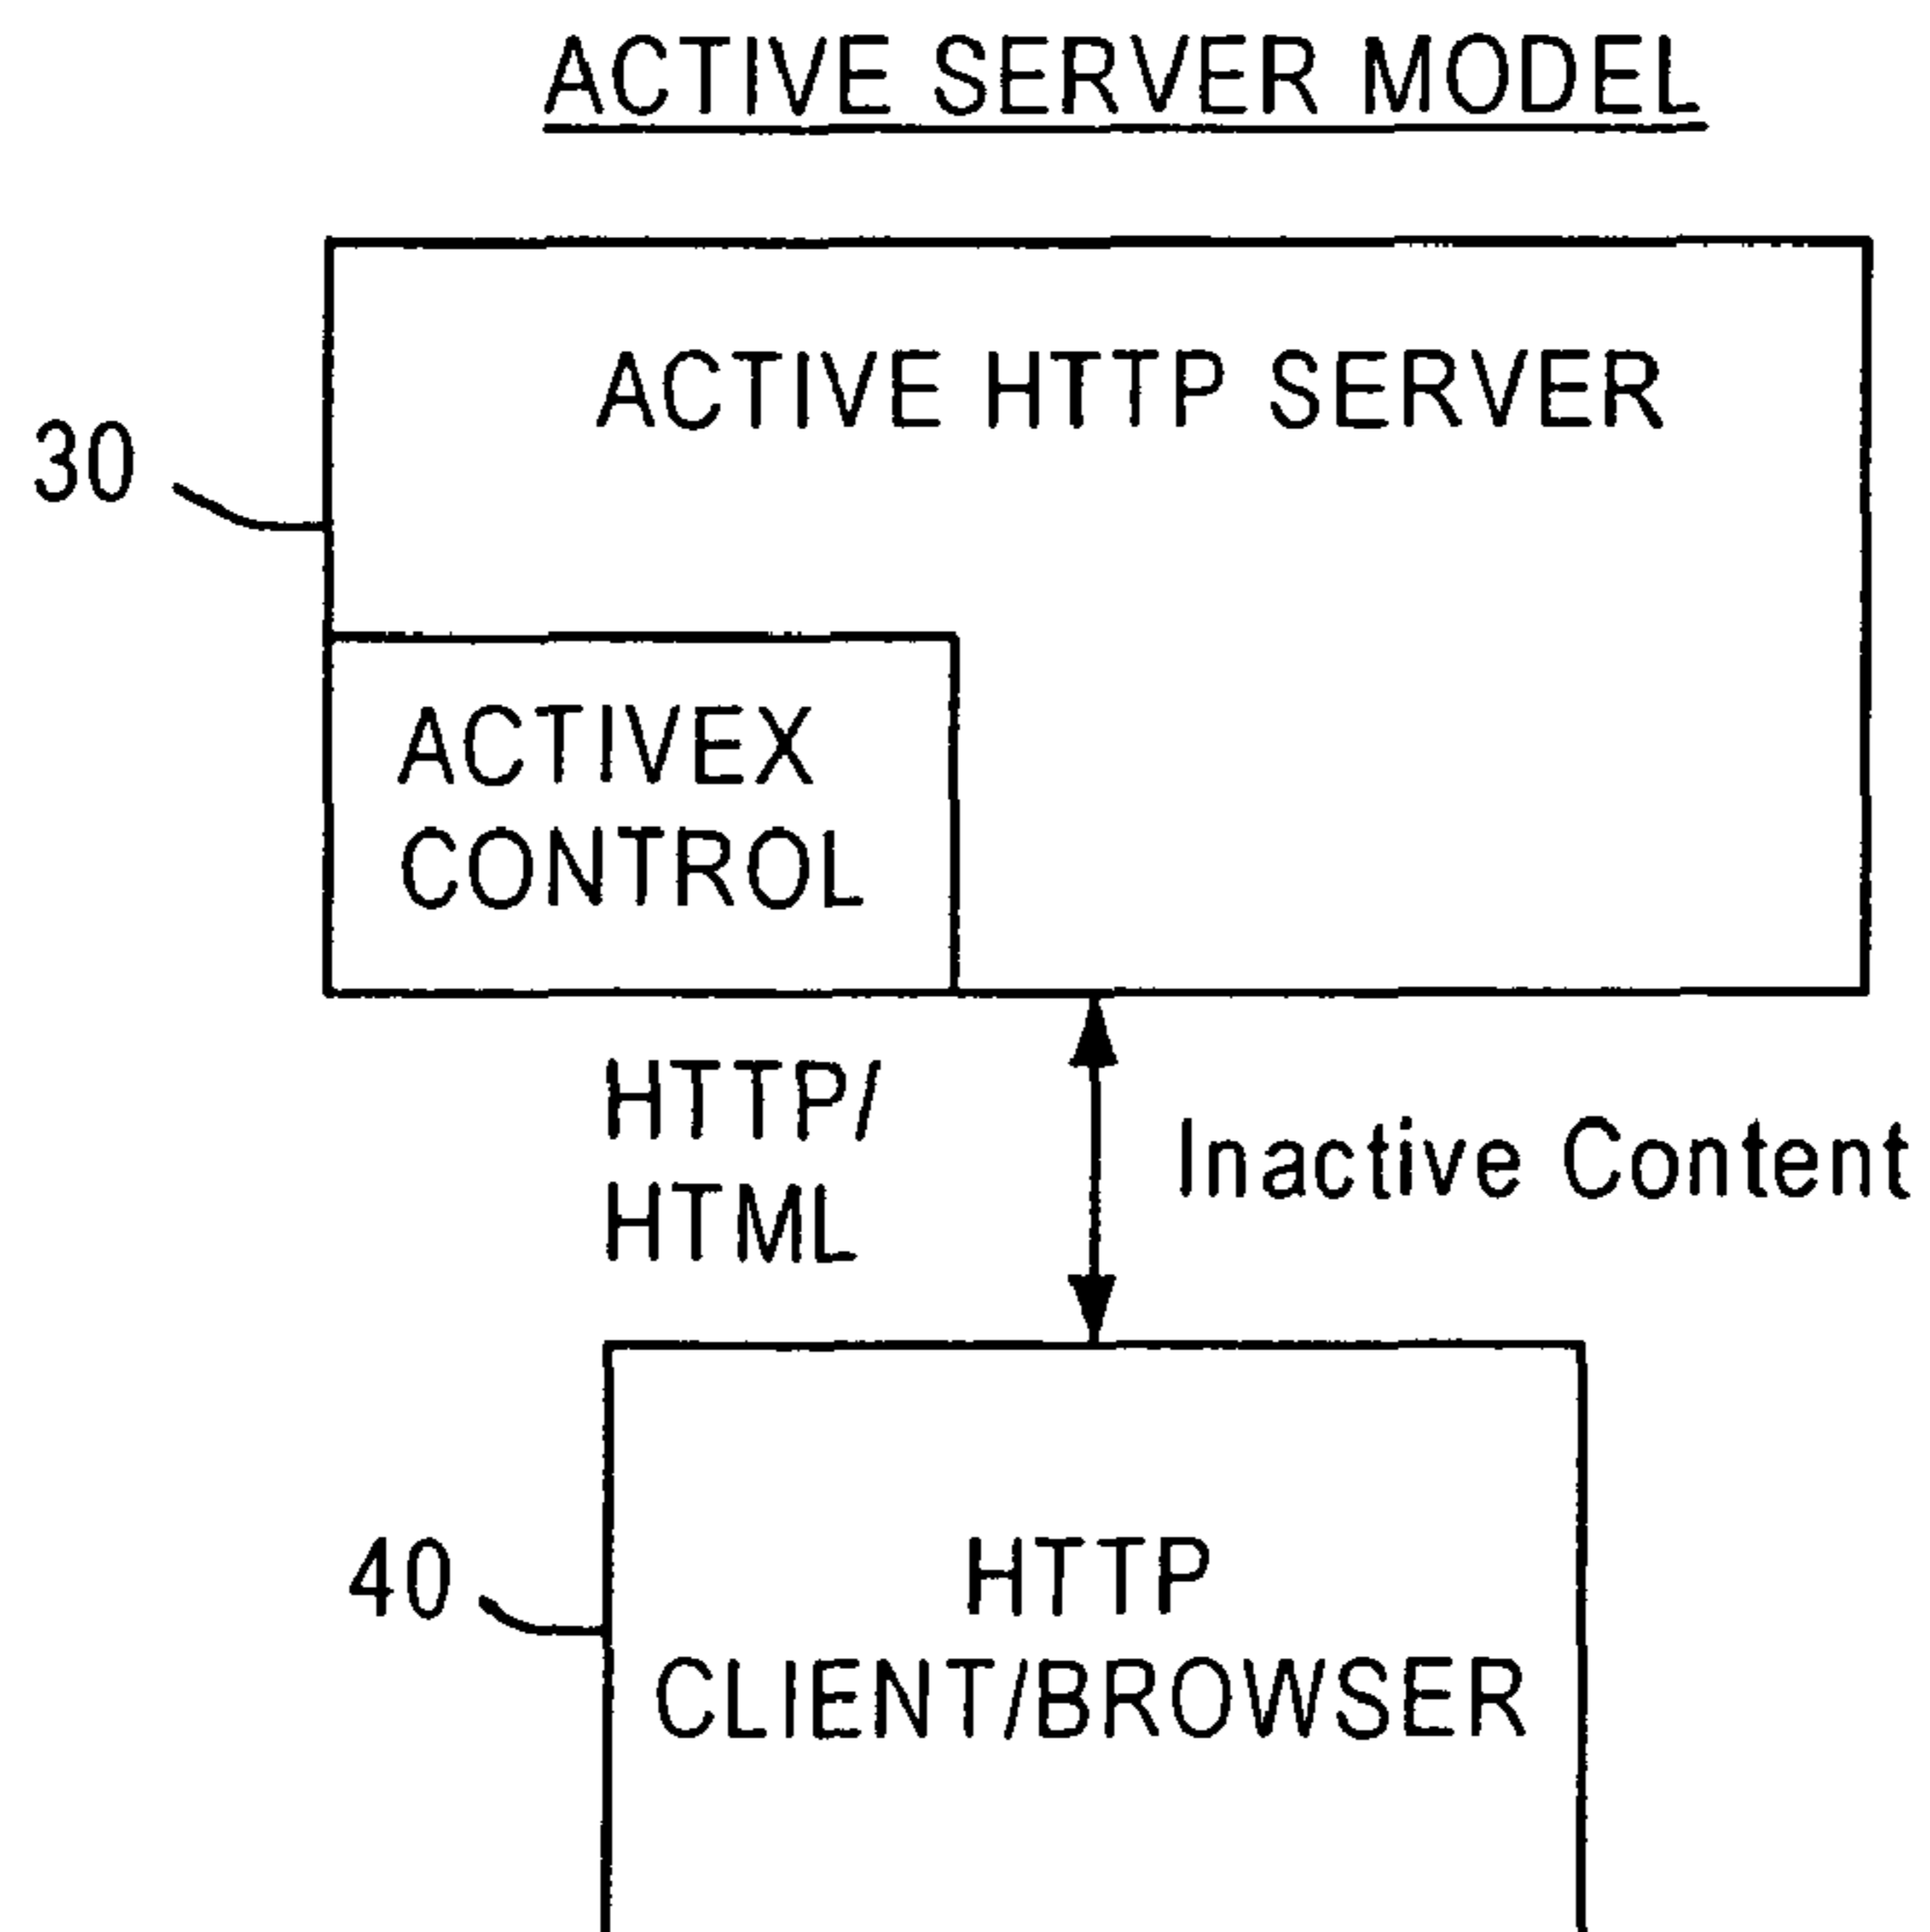 ACTIVE SERVER MODEL
ACTIVE HTTP SERVER
30
ACTIVEX
CONTROL
HTTP/
HTML
Inactive Content
40
HTTP
CLIENT/BROWSER